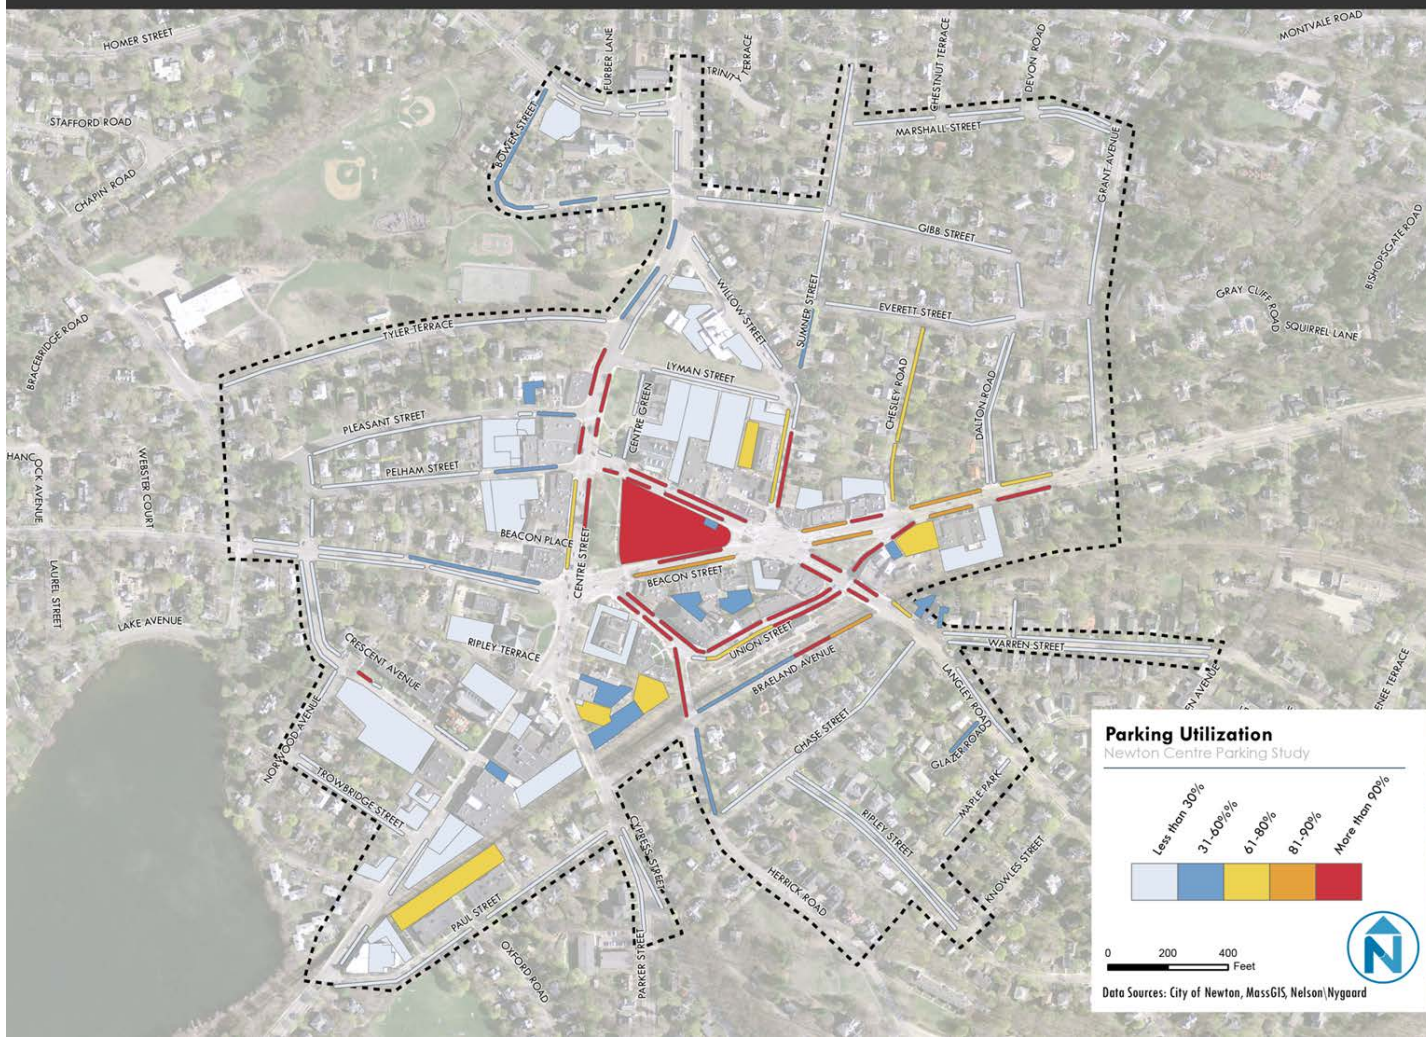 HOMER STREET
FURBER LANE
TRINITY TERRACE
CHESTNUT TERRACE
DEVON ROAD
MONTVALE ROAD
STAFFORD ROAD
BOWEN STREET
MARSHALL STREET
CHAPIN ROAD
GRANT AVENUE
GIBB STREET
BISHOPSGATE ROAD
WILLOW STREET
SUMNER STREET
EVERETT STREET
GRAY CLIFF ROAD
SQUIRREL LANE
BRACEBRIDGE ROAD
TYLER TERRACE
LYMAN STREET
CENTRE GREEN
CHESLEY ROAD
DALTON ROAD
PLEASANT STREET
PELHAM STREET
HANC
OCK AVENUE
WEBSTER COURT
BEACON PLACE
CENTRE STREET
BEACON STREET
LAUREL STREET
LAKE AVENUE
CRESCENT AVENUE
RIPLEY TERRACE
UNION STREET
BRAELAND AVENUE
WARREN STREET
LANGLEY ROAD
EN AVENUE
ENEE TERRACE
NORWOOD AVENUE
CHASE STREET
GLAZER ROAD
TROWBRIDGE STREET
MAPLE PARK
CYPRESS STREET
RIPLEY STREET
KNOWLES STREET
HERRICK ROAD
PAUL STREET
OXFORD ROAD
PARKER STREET
Parking Utilization
Newton Centre Parking Study
Less than 30%
31-60%%
61-80%
81-90%
More than 90%
N
0 200 400
Feet
Data Sources: City of Newton, MassGIS, Nelson\Nygaard